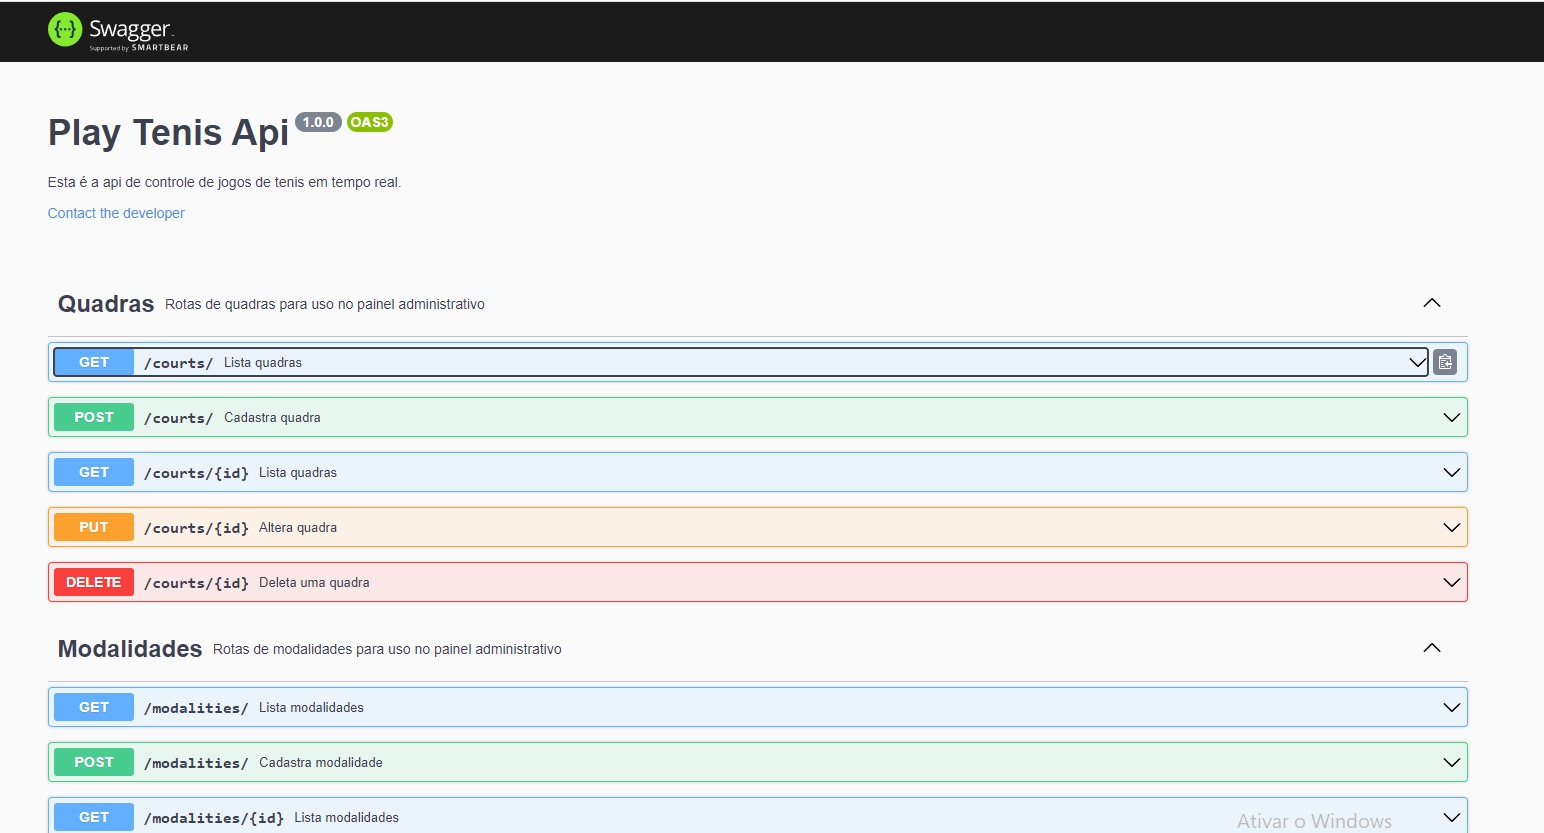 Swagger
Supported by SMARTBEAR
Play Tenis Api 1.0.0 OAS3
Esta é a api de controle de jogos de tenis em tempo real.
Contact the developer
Quadras Rotas de quadras para uso no painel administrativo
GET /courts/ Lista quadras
POST /courts/ Cadastra quadra
GET /courts/{id} Lista quadras
PUT /courts/{id} Altera quadra
DELETE /courts/{id} Deleta uma quadra
Modalidades Rotas de modalidades para uso no painel administrativo
GET /modalities/ Lista modalidades
POST /modalities/ Cadastra modalidade
GET /modalities/{id} Lista modalidades
Ativar o Windows